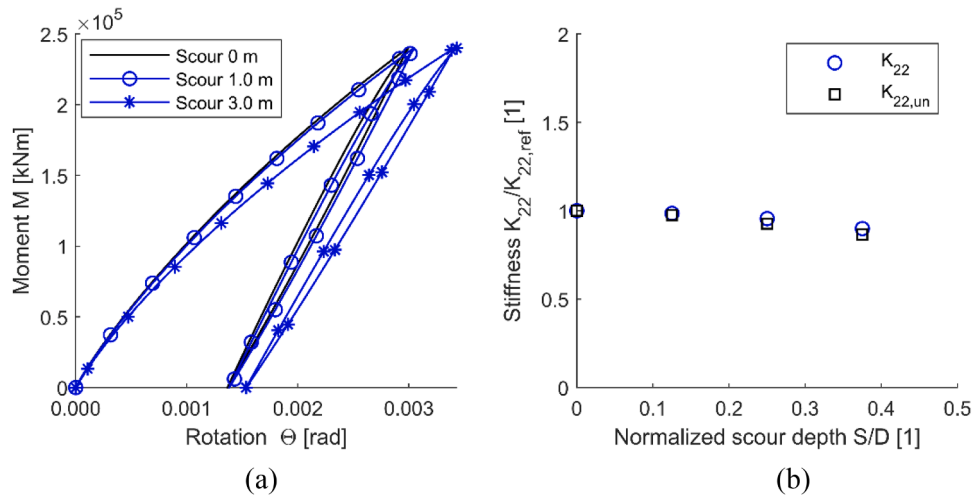 ×10⁵
2.5
2
1.5
1
0.5
0
0.000
0.001
0.002
0.003
Moment M [kNm]
Rotation Θ [rad]
Scour 0 m
Scour 1.0 m
Scour 3.0 m
(a)
2
1.5
1
0.5
0
0
0.1
0.2
0.3
0.4
0.5
Stiffness K₂₂/K₂₂,ref [1]
Normalized scour depth S/D [1]
K₂₂
K₂₂,un
(b)